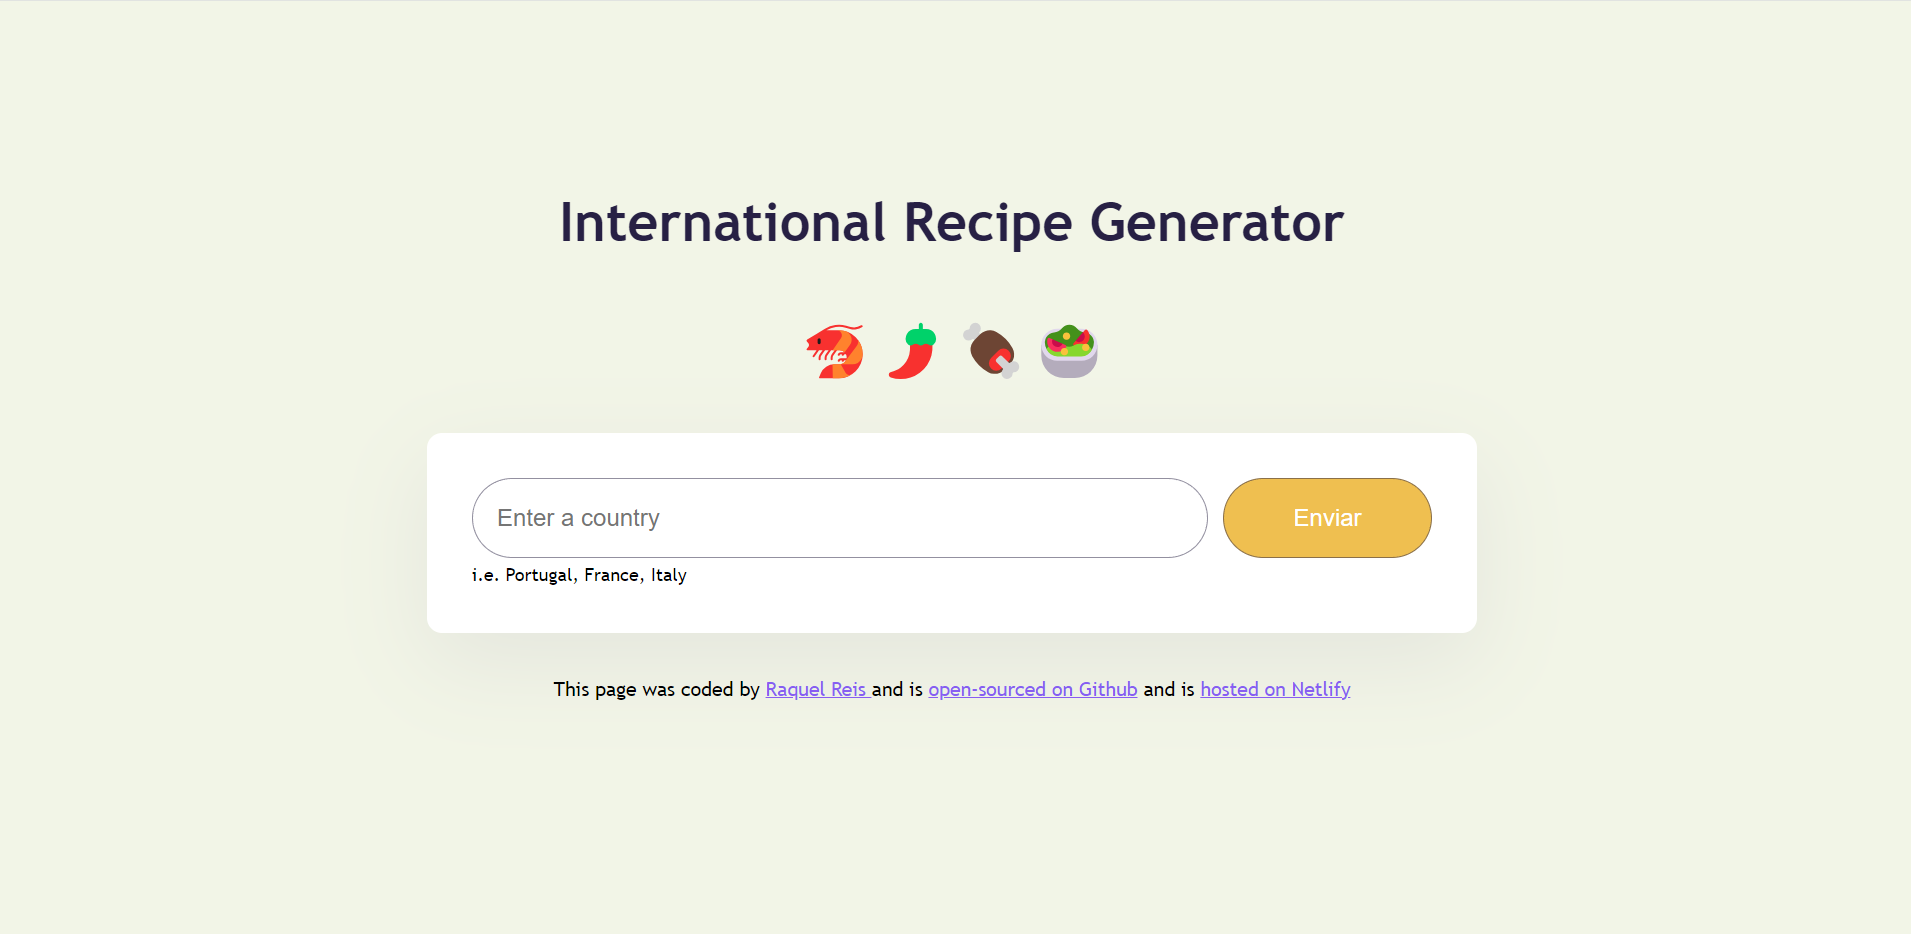 International Recipe Generator
Enter a country
Enviar
i.e. Portugal, France, Italy
This page was coded by Raquel Reis and is open-sourced on Github and is hosted on Netlify